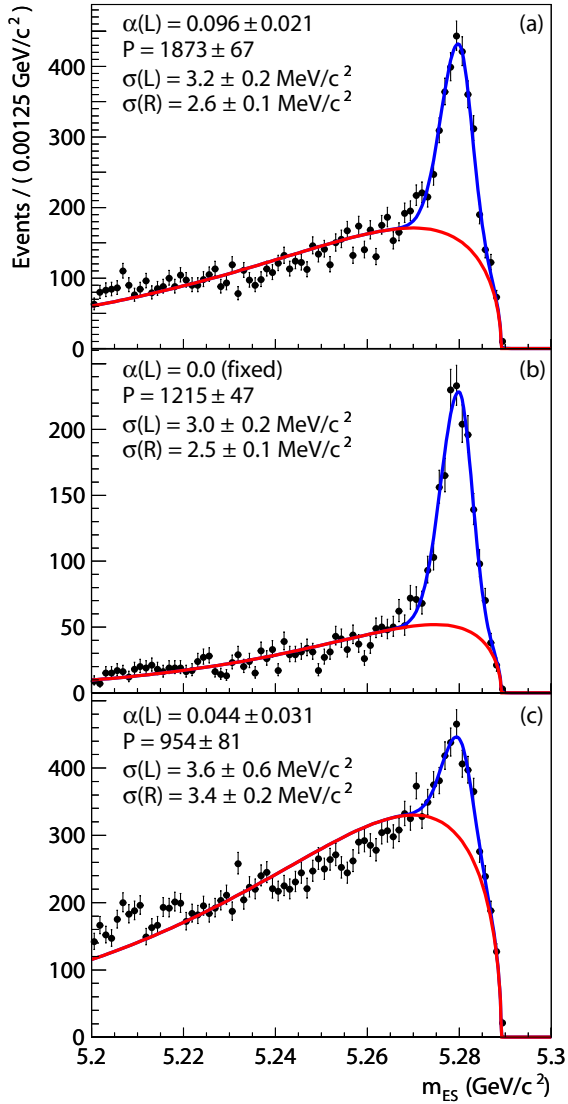 α(L) = 0.096 ± 0.021 (a)
P = 1873 ± 67
σ(L) = 3.2 ± 0.2 MeV/c²
σ(R) = 2.6 ± 0.1 MeV/c²
Events / ( 0.00125 GeV/c² )
400
300
200
100
0
α(L) = 0.0 (fixed) (b)
P = 1215 ± 47
σ(L) = 3.0 ± 0.2 MeV/c²
σ(R) = 2.5 ± 0.1 MeV/c²
200
150
100
50
0
α(L) = 0.044 ± 0.031 (c)
P = 954 ± 81
σ(L) = 3.6 ± 0.6 MeV/c²
σ(R) = 3.4 ± 0.2 MeV/c²
400
300
200
100
0
5.2 5.22 5.24 5.26 5.28 5.3
m_ES (GeV/c²)